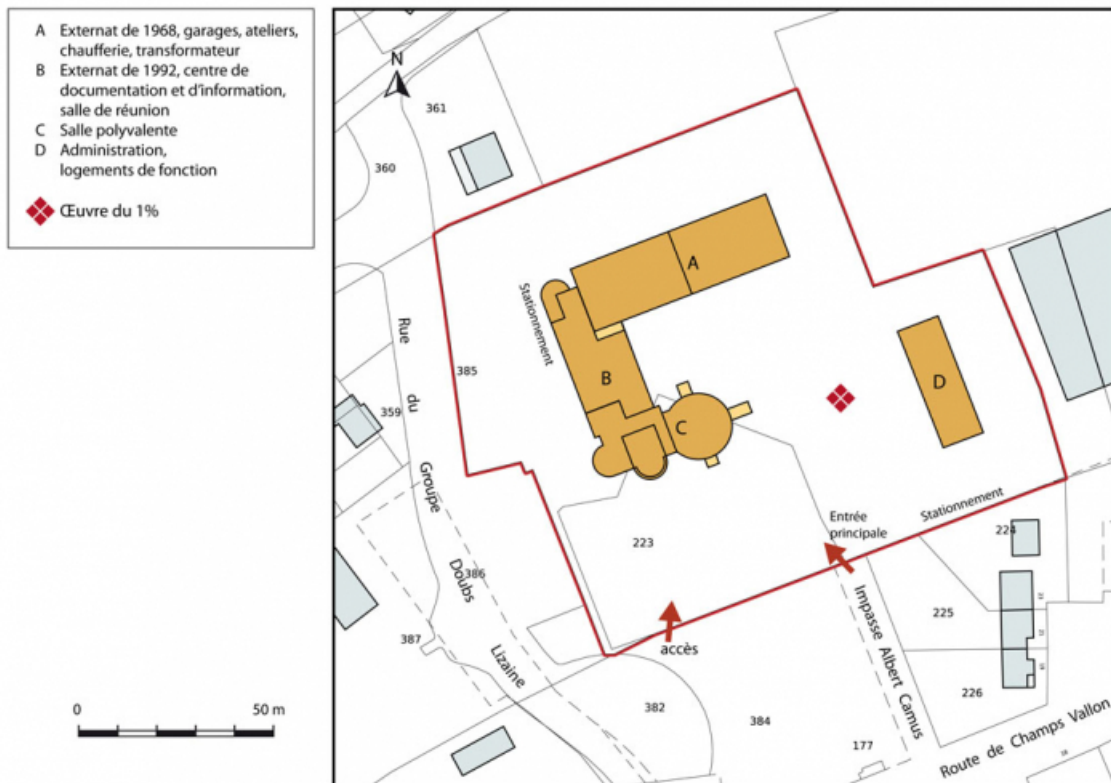 A Externat de 1968, garages, ateliers,
chaufferie, transformateur
B Externat de 1992, centre de
documentation et d'information,
salle de réunion
C Salle polyvalente
D Administration,
logements de fonction
Œuvre du 1%
0 50 m
N
361
360
A
Stationnement
Rue du Groupe Doubs Lizaine
385
359
B
C
D
Entrée
principale
Stationnement
223
224
386
387
accès
225
226
Impasse Albert Camus
382
384
177
Route de Champs Vallon
23
21
19